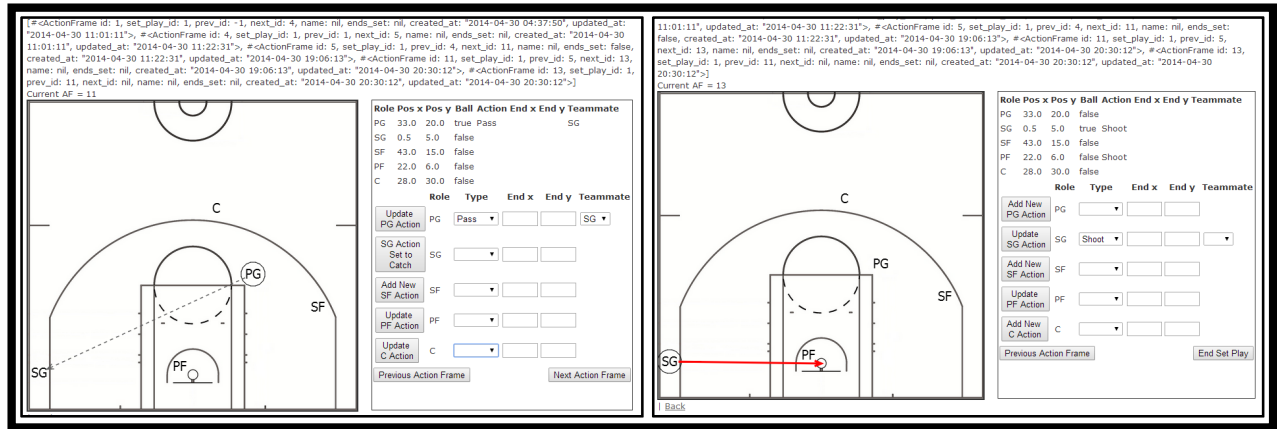 [#<ActionFrame id: 1, set_play_id: 1, prev_id: -1, next_id: 4, name: nil, ends_set: nil, created_at: "2014-04-30 04:37:50", updated_at:
"2014-04-30 11:01:11">, #<ActionFrame id: 4, set_play_id: 1, prev_id: 1, next_id: 5, name: nil, ends_set: nil, created_at: "2014-04-30
11:01:11", updated_at: "2014-04-30 11:22:31">, #<ActionFrame id: 5, set_play_id: 1, prev_id: 4, next_id: 11, name: nil, ends_set: false,
created_at: "2014-04-30 11:22:31", updated_at: "2014-04-30 19:06:13">, #<ActionFrame id: 11, set_play_id: 1, prev_id: 5, next_id: 13,
name: nil, ends_set: nil, created_at: "2014-04-30 19:06:13", updated_at: "2014-04-30 20:30:12">, #<ActionFrame id: 13, set_play_id: 1,
prev_id: 11, next_id: nil, name: nil, ends_set: nil, created_at: "2014-04-30 20:30:12", updated_at: "2014-04-30 20:30:12">]
Current AF = 11
C
PG
SF
SG
PF
Role Pos x Pos y Ball Action End x End y Teammate
PG 33.0 20.0 true Pass SG
SG 0.5 5.0 false
SF 43.0 15.0 false
PF 22.0 6.0 false
C 28.0 30.0 false
Role Type End x End y Teammate
Update PG Action PG Pass SG
SG Action Set to Catch SG
Add New SF Action SF
Update PF Action PF
Update C Action C
Previous Action Frame Next Action Frame
11:01:11", updated_at: "2014-04-30 11:22:31">, #<ActionFrame id: 5, set_play_id: 1, prev_id: 4, next_id: 11, name: nil, ends_set:
false, created_at: "2014-04-30 11:22:31", updated_at: "2014-04-30 19:06:13">, #<ActionFrame id: 11, set_play_id: 1, prev_id: 5,
next_id: 13, name: nil, ends_set: nil, created_at: "2014-04-30 19:06:13", updated_at: "2014-04-30 20:30:12">, #<ActionFrame id: 13,
set_play_id: 1, prev_id: 11, next_id: nil, name: nil, ends_set: nil, created_at: "2014-04-30 20:30:12", updated_at: "2014-04-30
20:30:12">]
Current AF = 13
C
PG
SF
SG
PF
Role Pos x Pos y Ball Action End x End y Teammate
PG 33.0 20.0 false
SG 0.5 5.0 true Shoot
SF 43.0 15.0 false
PF 22.0 6.0 false Shoot
C 28.0 30.0 false
Role Type End x End y Teammate
Add New PG Action PG
Update SG Action SG Shoot
Add New SF Action SF
Update PF Action PF
Add New C Action C
Previous Action Frame End Set Play
| Back